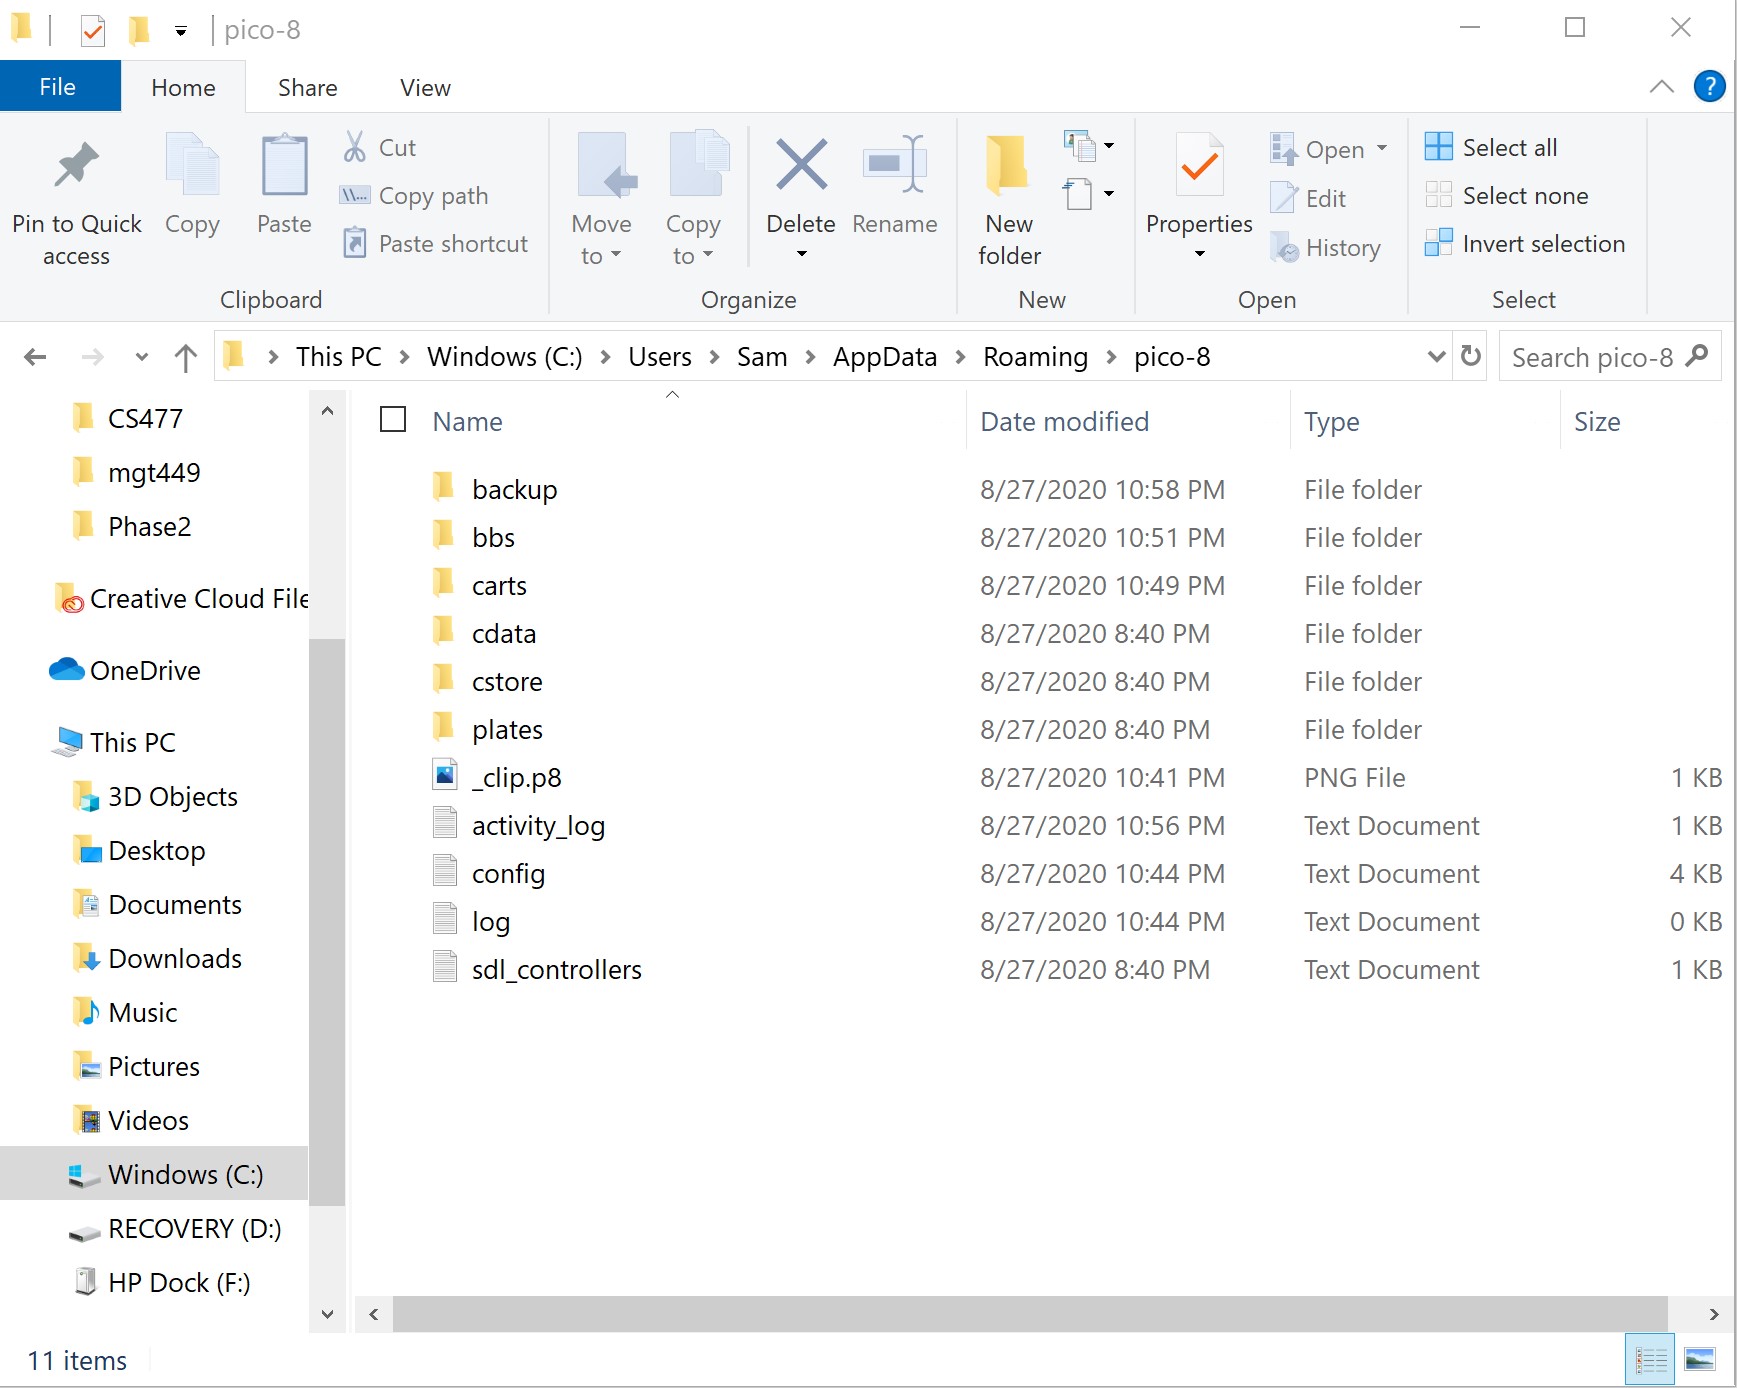 pico-8
File Home Share View ?
Pin to Quick access
Copy
Paste
Cut
\\... Copy path
Paste shortcut
Clipboard
Move to
Copy to
Delete
Rename
Organize
New folder
New
Properties
Open
Edit
History
Open
Select all
Select none
Invert selection
Select
This PC > Windows (C:) > Users > Sam > AppData > Roaming > pico-8
Search pico-8
CS477
mgt449
Phase2
Creative Cloud File
OneDrive
This PC
3D Objects
Desktop
Documents
Downloads
Music
Pictures
Videos
Windows (C:)
RECOVERY (D:)
HP Dock (F:)
Name Date modified Type Size
backup 8/27/2020 10:58 PM File folder
bbs 8/27/2020 10:51 PM File folder
carts 8/27/2020 10:49 PM File folder
cdata 8/27/2020 8:40 PM File folder
cstore 8/27/2020 8:40 PM File folder
plates 8/27/2020 8:40 PM File folder
_clip.p8 8/27/2020 10:41 PM PNG File 1 KB
activity_log 8/27/2020 10:56 PM Text Document 1 KB
config 8/27/2020 10:44 PM Text Document 4 KB
log 8/27/2020 10:44 PM Text Document 0 KB
sdl_controllers 8/27/2020 8:40 PM Text Document 1 KB
11 items